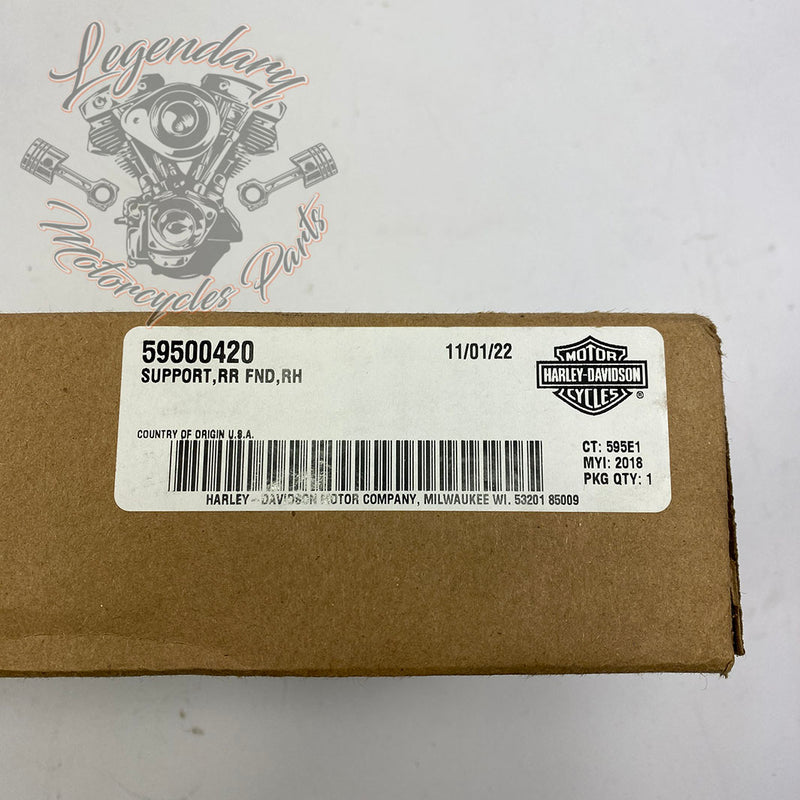 Legendary
Motorcycles Parts
59500420
11/01/22
SUPPORT,RR FND,RH
MOTOR
HARLEY-DAVIDSON
CYCLES
®
COUNTRY OF ORIGIN U.S.A.
CT: 595E1
MYI: 2018
PKG QTY: 1
HARLEY-DAVIDSON MOTOR COMPANY, MILWAUKEE WI. 53201 85009